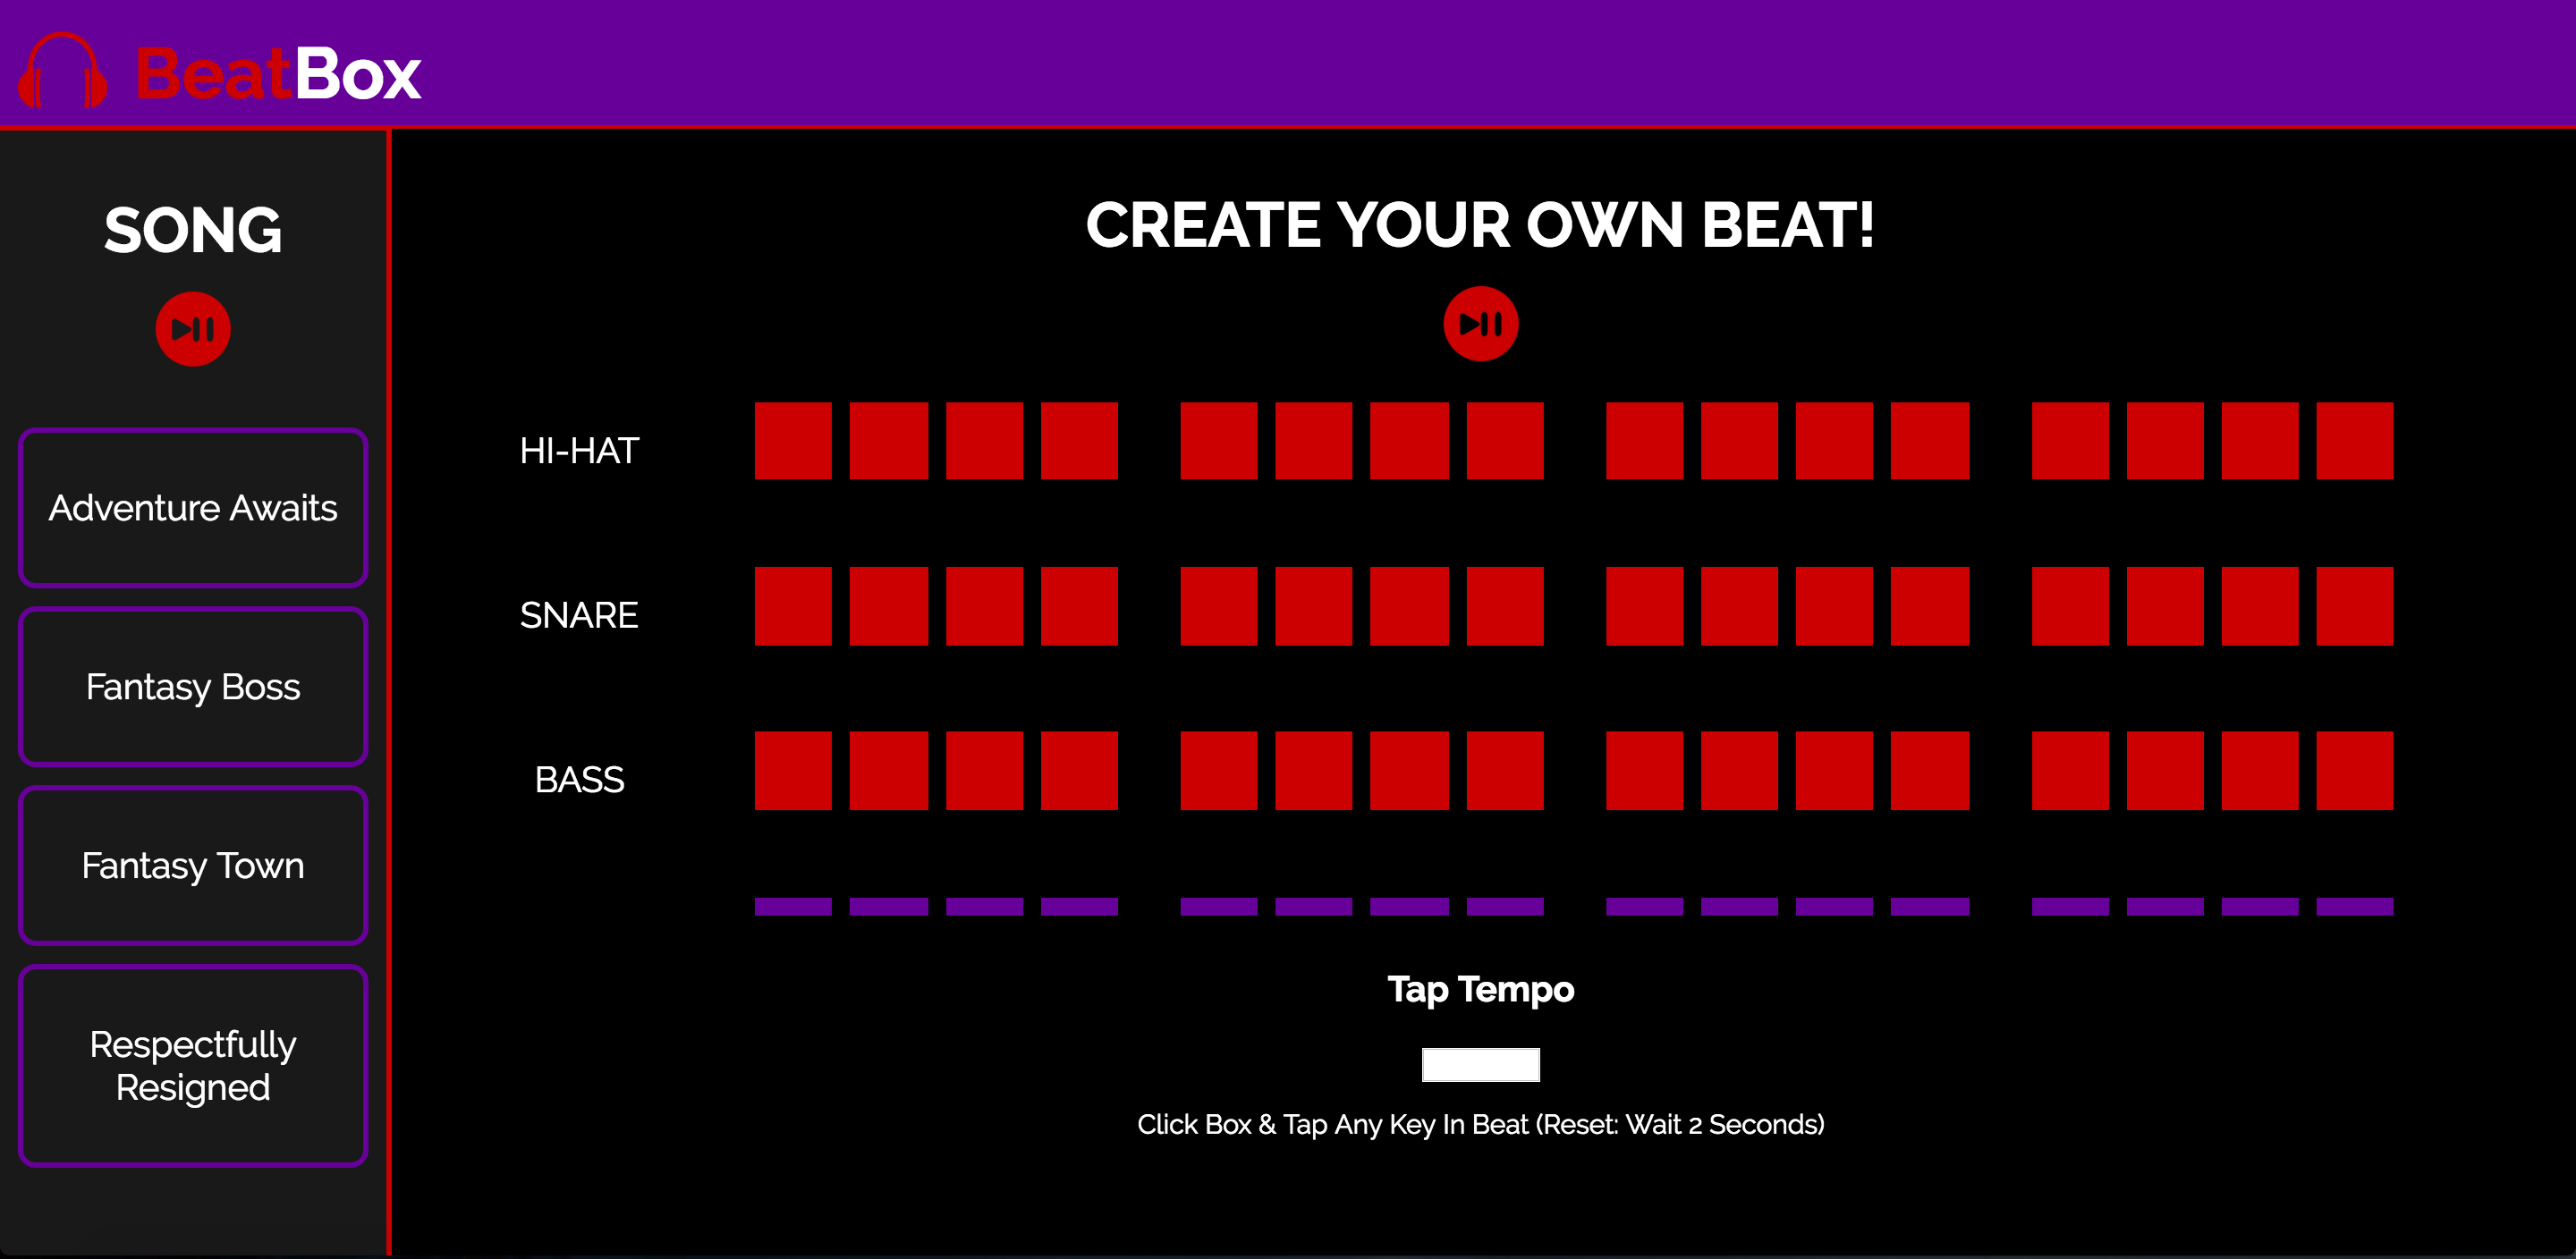 BeatBox
SONG
Adventure Awaits
Fantasy Boss
Fantasy Town
Respectfully
Resigned
CREATE YOUR OWN BEAT!
HI-HAT
SNARE
BASS
Tap Tempo
Click Box & Tap Any Key In Beat (Reset: Wait 2 Seconds)